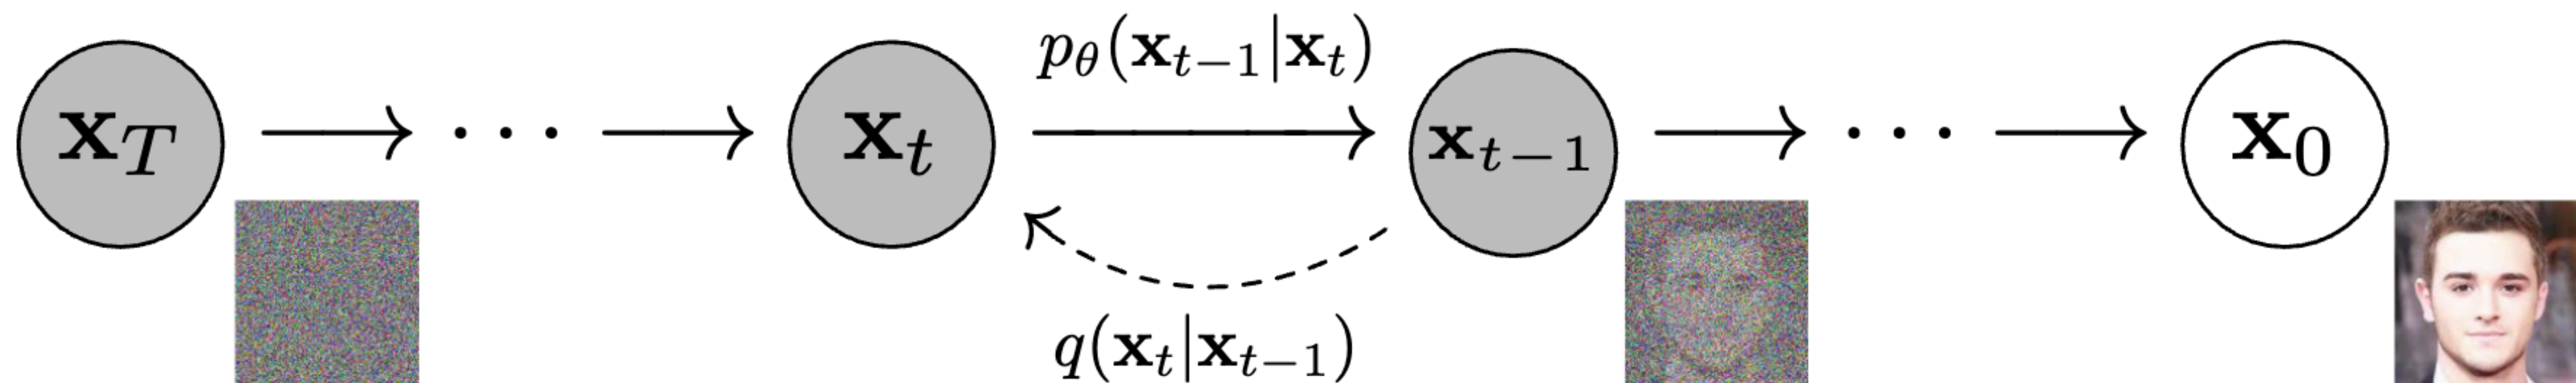 p_θ(x_{t−1}|x_t)
x_T → ⋯ → x_t → x_{t−1} → ⋯ → x_0
q(x_t|x_{t−1})